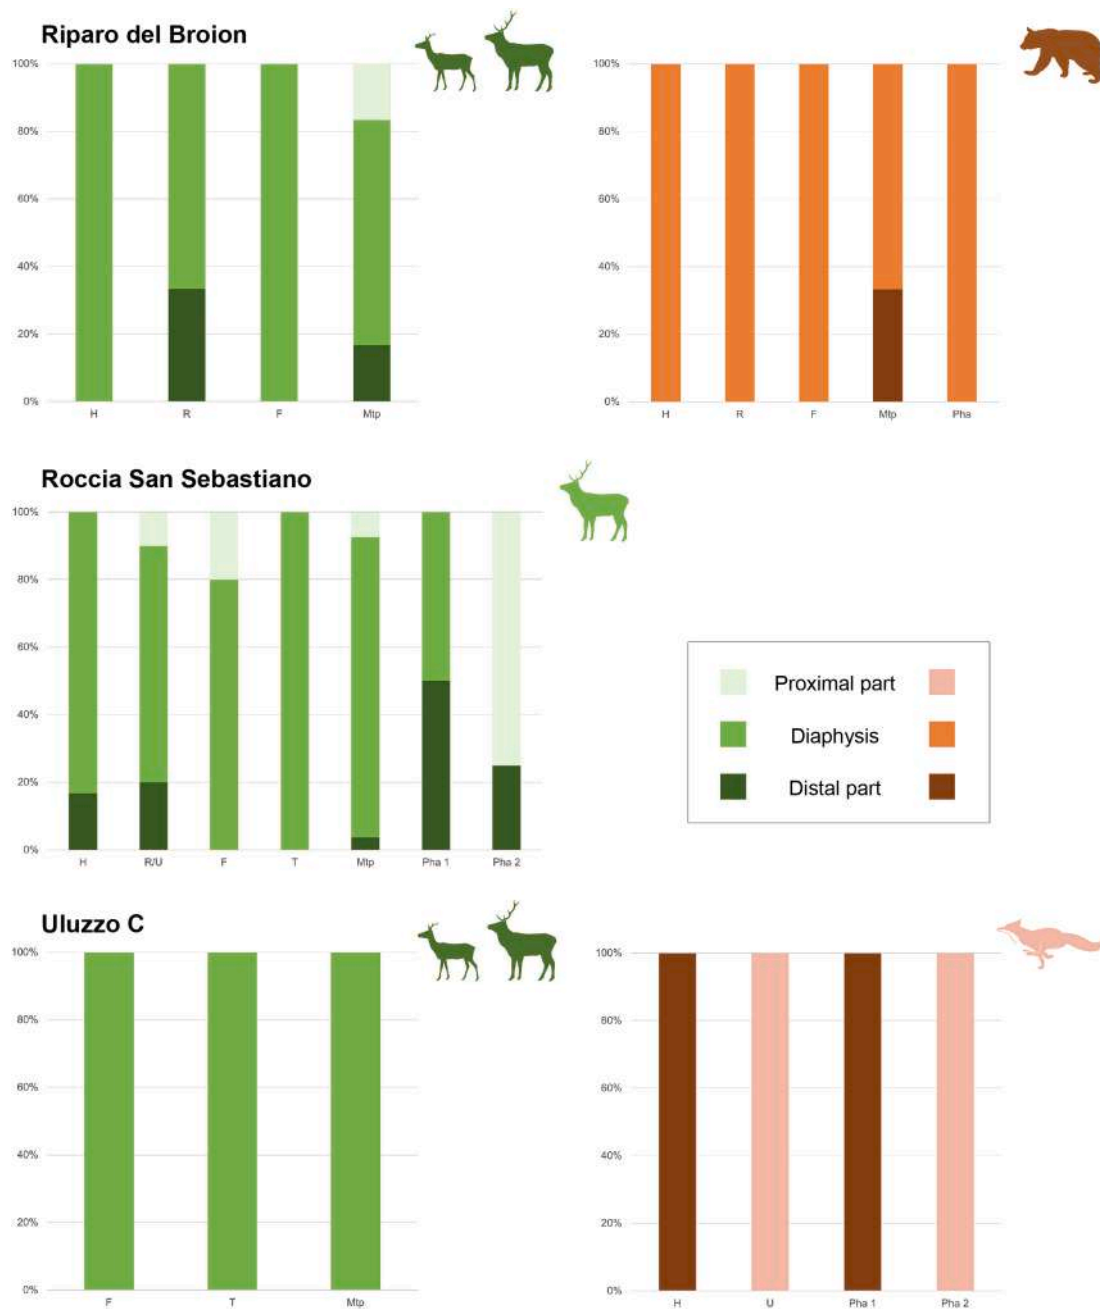 Riparo del Broion
100%
80%
60%
40%
20%
0%
H R F Mtp
100%
80%
60%
40%
20%
0%
H R F Mtp Pha
Roccia San Sebastiano
100%
80%
60%
40%
20%
0%
H R/U F T Mtp Pha 1 Pha 2
Proximal part
Diaphysis
Distal part
Uluzzo C
100%
80%
60%
40%
20%
0%
F T Mtp
100%
80%
60%
40%
20%
0%
H U Pha 1 Pha 2